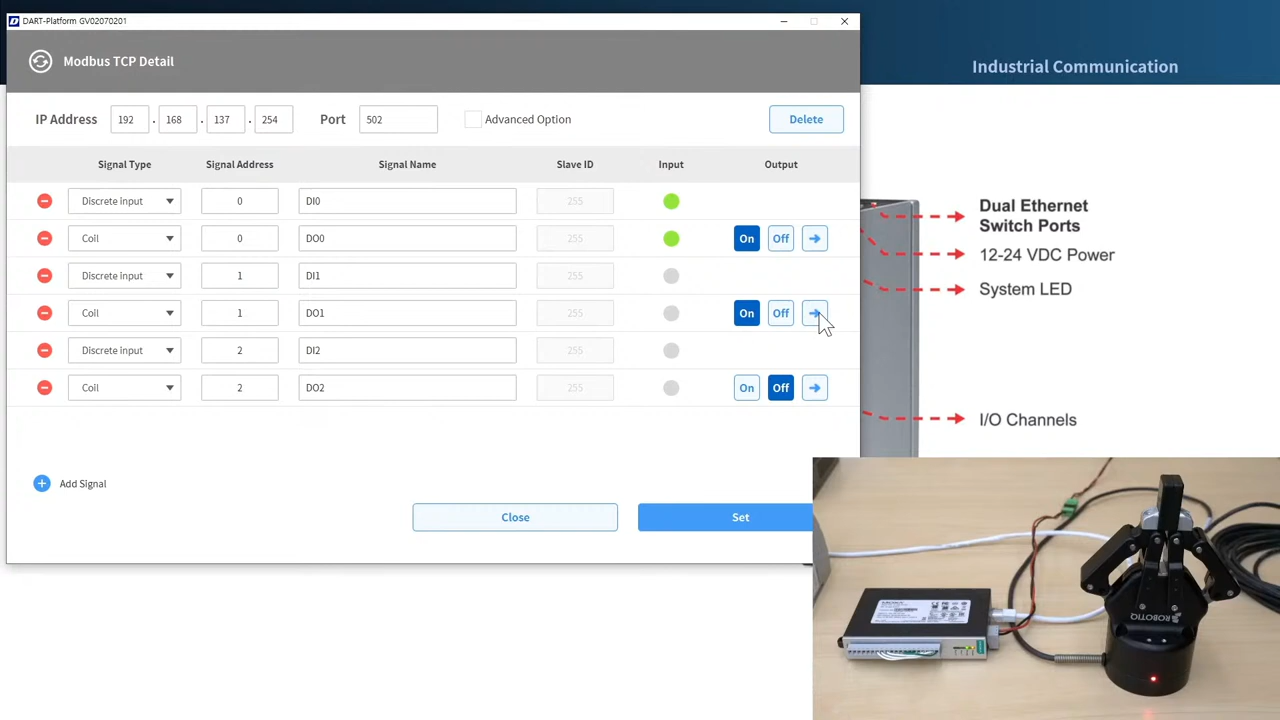 DART-Platform GV02070201
Modbus TCP Detail
Industrial Communication
IP Address 192 . 168 . 137 . 254 Port 502 Advanced Option Delete
Signal Type Signal Address Signal Name Slave ID Input Output
Discrete input 0 DI0 255
Coil 0 DO0 255 On Off
Discrete input 1 DI1 255
Coil 1 DO1 255 On Off
Discrete input 2 DI2 255
Coil 2 DO2 255 On Off
Add Signal
Close Set
Dual Ethernet
Switch Ports
12-24 VDC Power
System LED
I/O Channels
ROBOTIQ